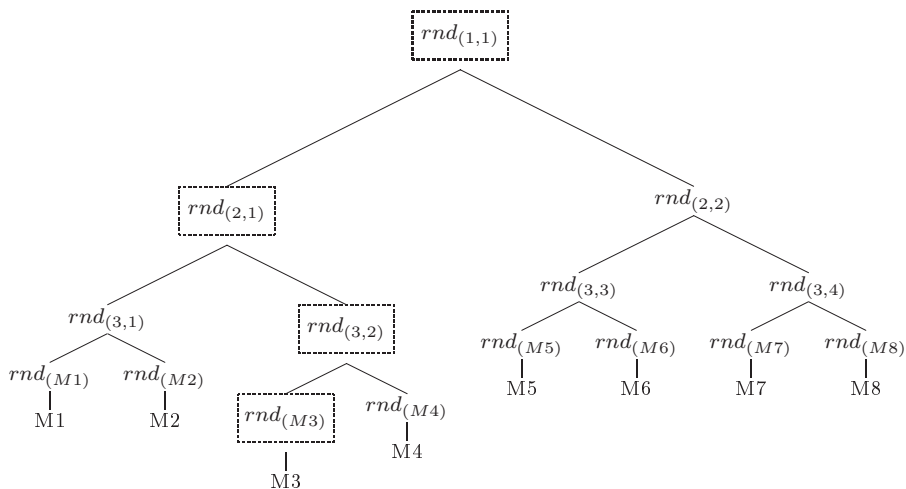 rnd(1,1)
rnd(2,1)
rnd(2,2)
rnd(3,1)
rnd(3,2)
rnd(3,3)
rnd(3,4)
rnd(M1)
rnd(M2)
rnd(M3)
rnd(M4)
rnd(M5)
rnd(M6)
rnd(M7)
rnd(M8)
M1
M2
M3
M4
M5
M6
M7
M8